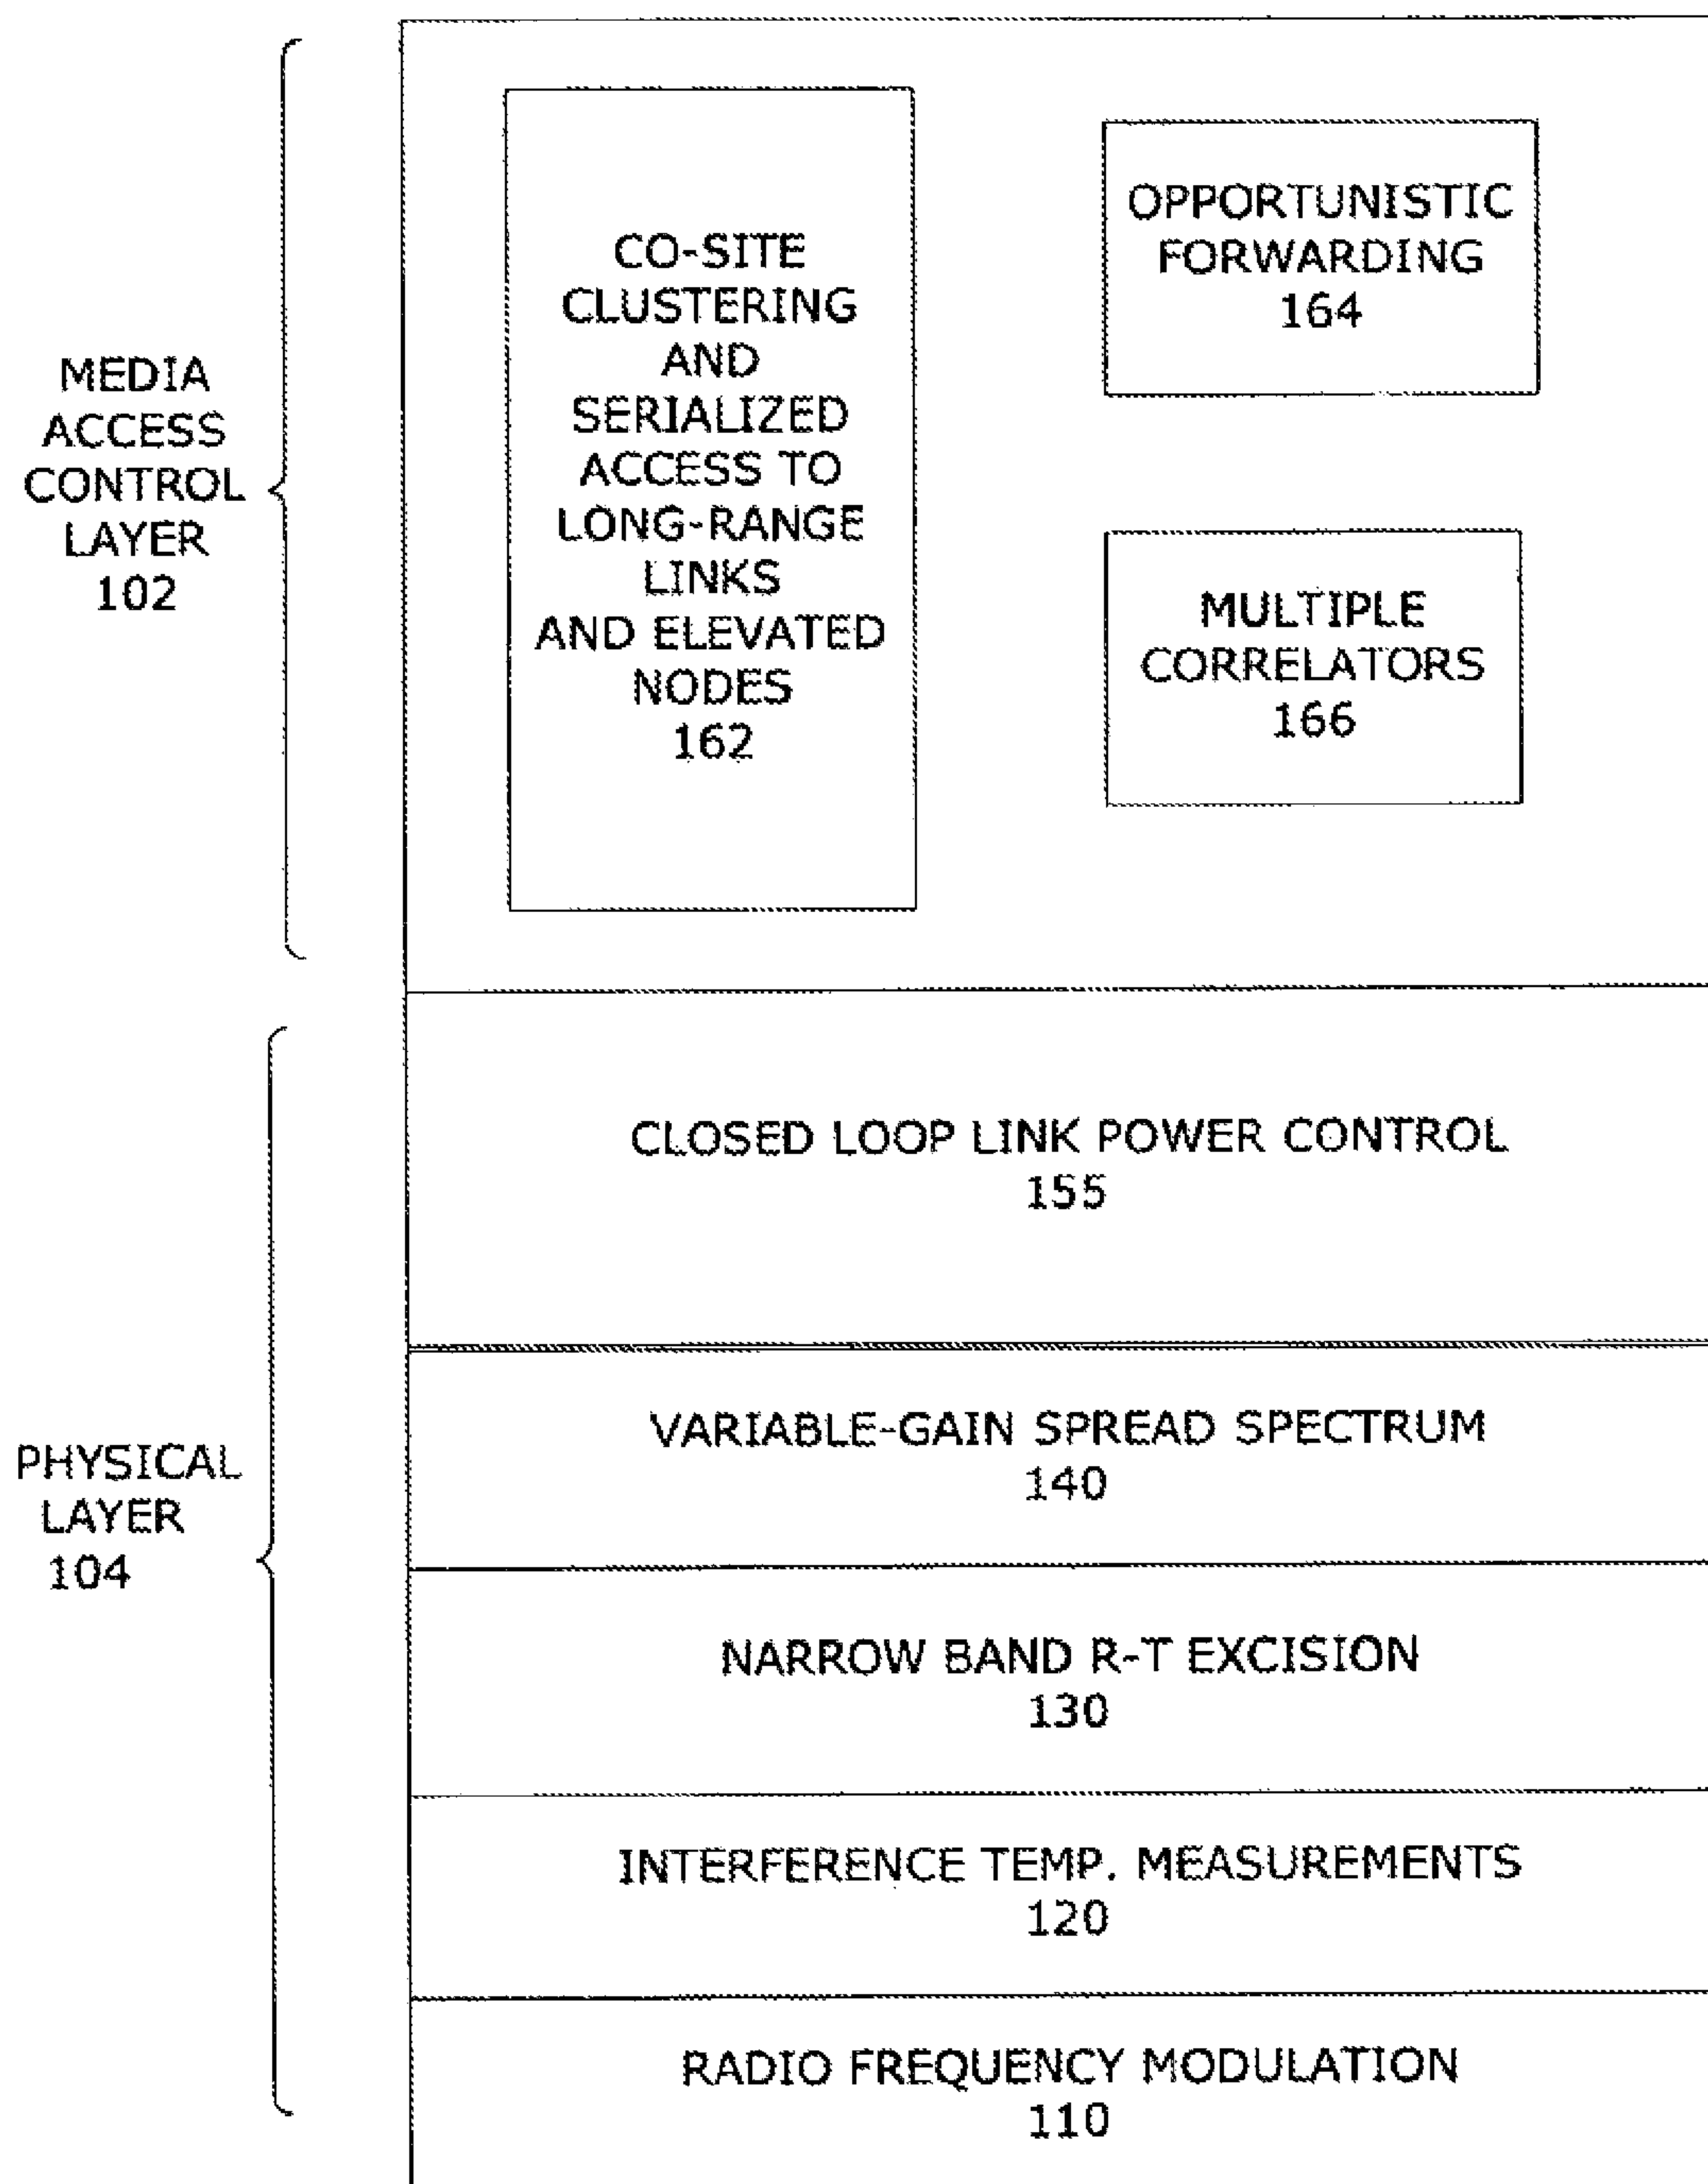 MEDIA
ACCESS
CONTROL
LAYER
102
CO-SITE
CLUSTERING
AND
SERIALIZED
ACCESS TO
LONG-RANGE
LINKS
AND ELEVATED
NODES
162
OPPORTUNISTIC
FORWARDING
164
MULTIPLE
CORRELATORS
166
PHYSICAL
LAYER
104
CLOSED LOOP LINK POWER CONTROL
155
VARIABLE-GAIN SPREAD SPECTRUM
140
NARROW BAND R-T EXCISION
130
INTERFERENCE TEMP. MEASUREMENTS
120
RADIO FREQUENCY MODULATION
110